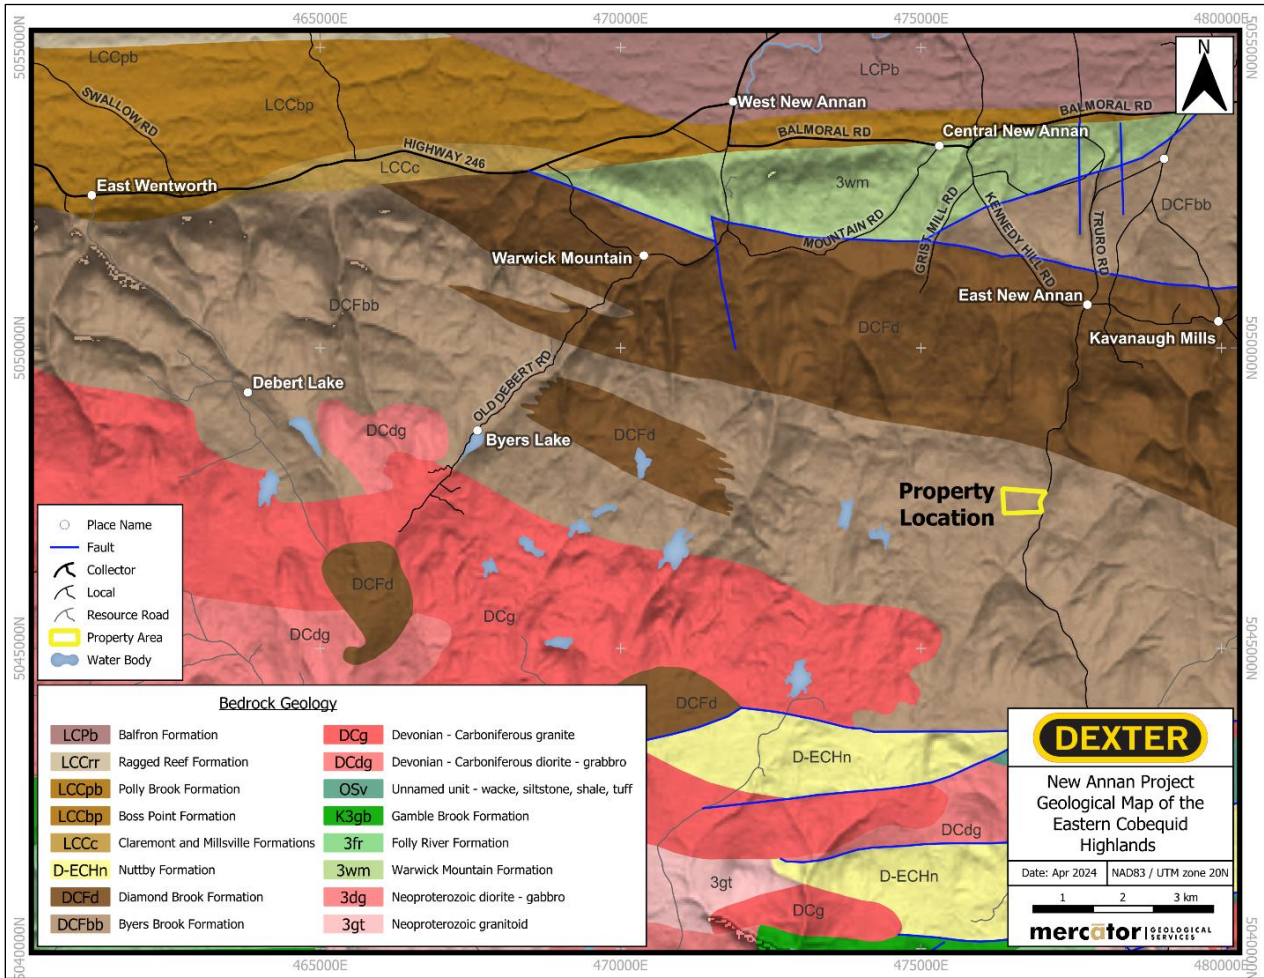 465000E
470000E
475000E
480000E
5055000N
5055000N
LCCpb
LCCbp
LCPb
N
SWALLOW RD
West New Annan
BALMORAL RD
BALMORAL RD
Central New Annan
HIGHWAY 246
LCCc
3wm
East Wentworth
GRIST MILL RD
KENNEDY HILL RD
TRURO RD
DCFbb
MOUNTAIN RD
Warwick Mountain
DCFbb
East New Annan
DCFd
Kavanaugh Mills
5050000N
5050000N
OLD DEBERT RD
Debert Lake
DCdg
Byers Lake
DCFd
Property
Location
DCFd
DCg
DCdg
5045000N
5045000N
DCFd
D-ECHn
DCdg
D-ECHn
3gt
DCg
Place Name
Fault
Collector
Local
Resource Road
Property Area
Water Body
Bedrock Geology
LCPb Balfron Formation
LCCrr Ragged Reef Formation
LCCpb Polly Brook Formation
LCCbp Boss Point Formation
LCCc Claremont and Millsville Formations
D-ECHn Nuttby Formation
DCFd Diamond Brook Formation
DCFbb Byers Brook Formation
DCg Devonian - Carboniferous granite
DCdg Devonian - Carboniferous diorite - grabbro
OSv Unnamed unit - wacke, siltstone, shale, tuff
K3gb Gamble Brook Formation
3fr Folly River Formation
3wm Warwick Mountain Formation
3dg Neoproterozoic diorite - gabbro
3gt Neoproterozoic granitoid
DEXTER
New Annan Project
Geological Map of the
Eastern Cobequid
Highlands
Date: Apr 2024 NAD83 / UTM zone 20N
1 2 3 km
mercator GEOLOGICAL
SERVICES
5040000N
5040000N
465000E
470000E
475000E
480000E